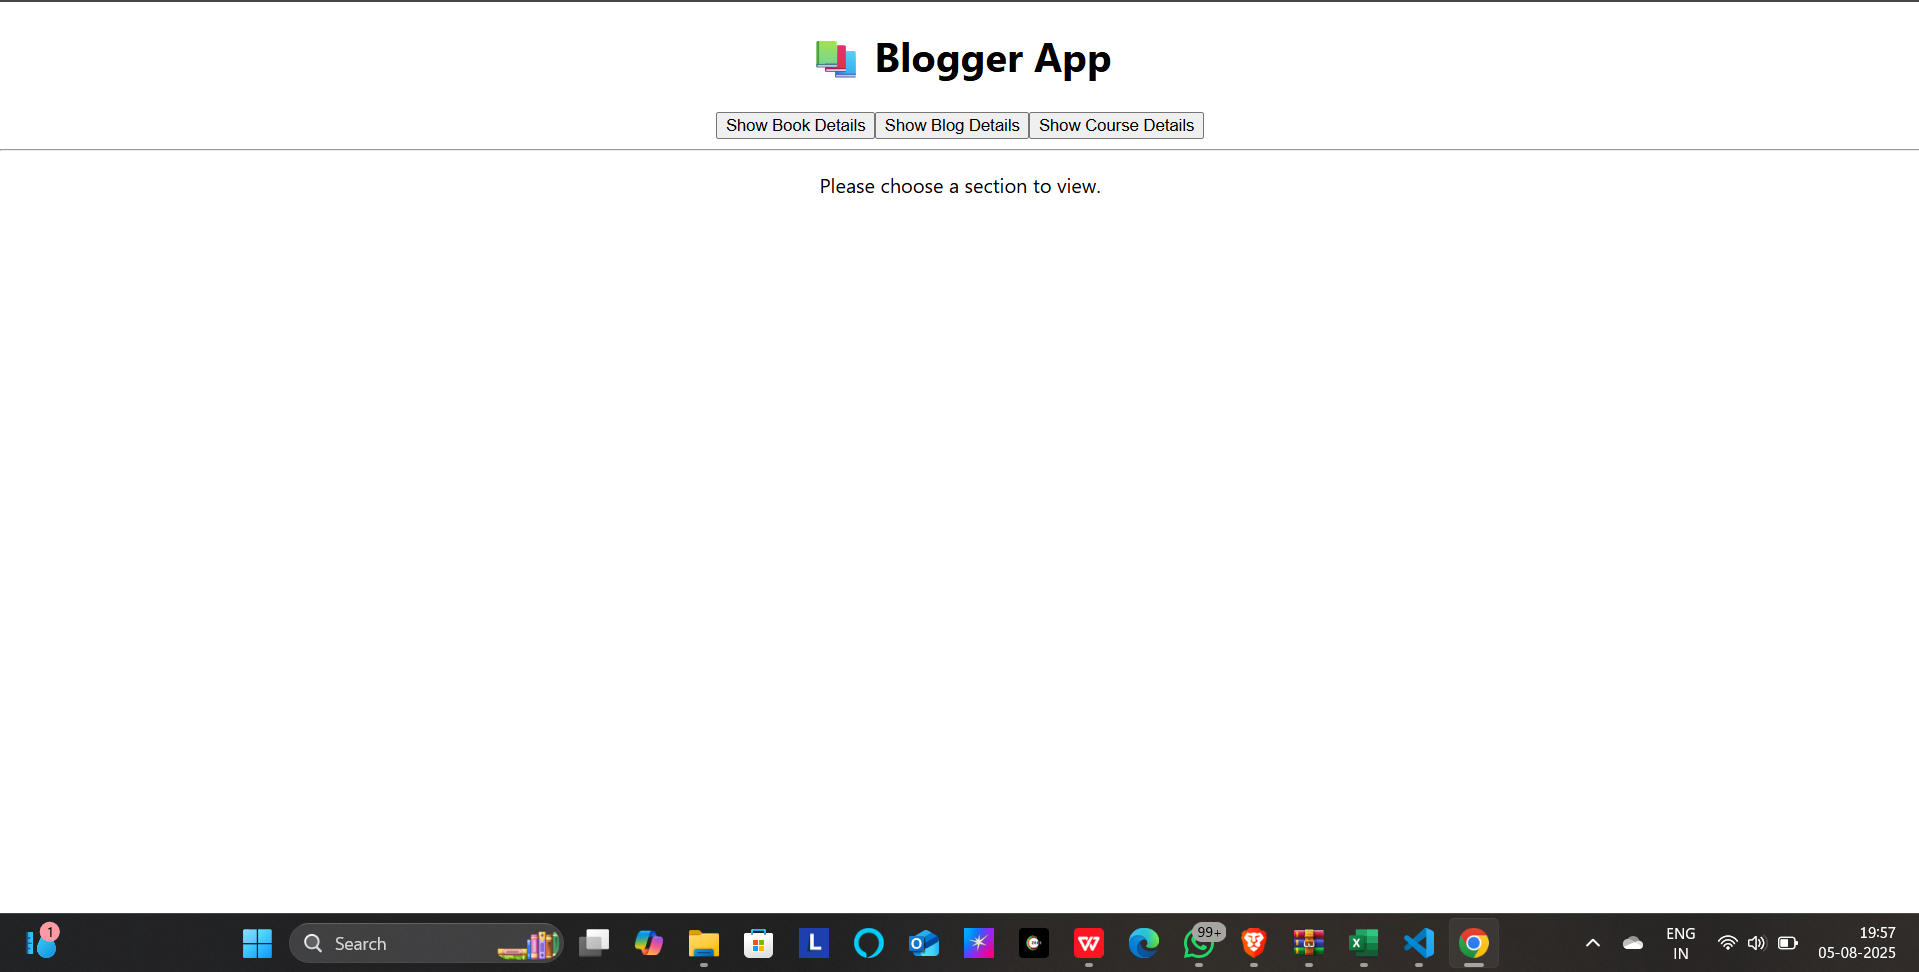 Blogger App
Show Book Details Show Blog Details Show Course Details
Please choose a section to view.
1
Search
L
99+
ENG
IN
19:57
05-08-2025